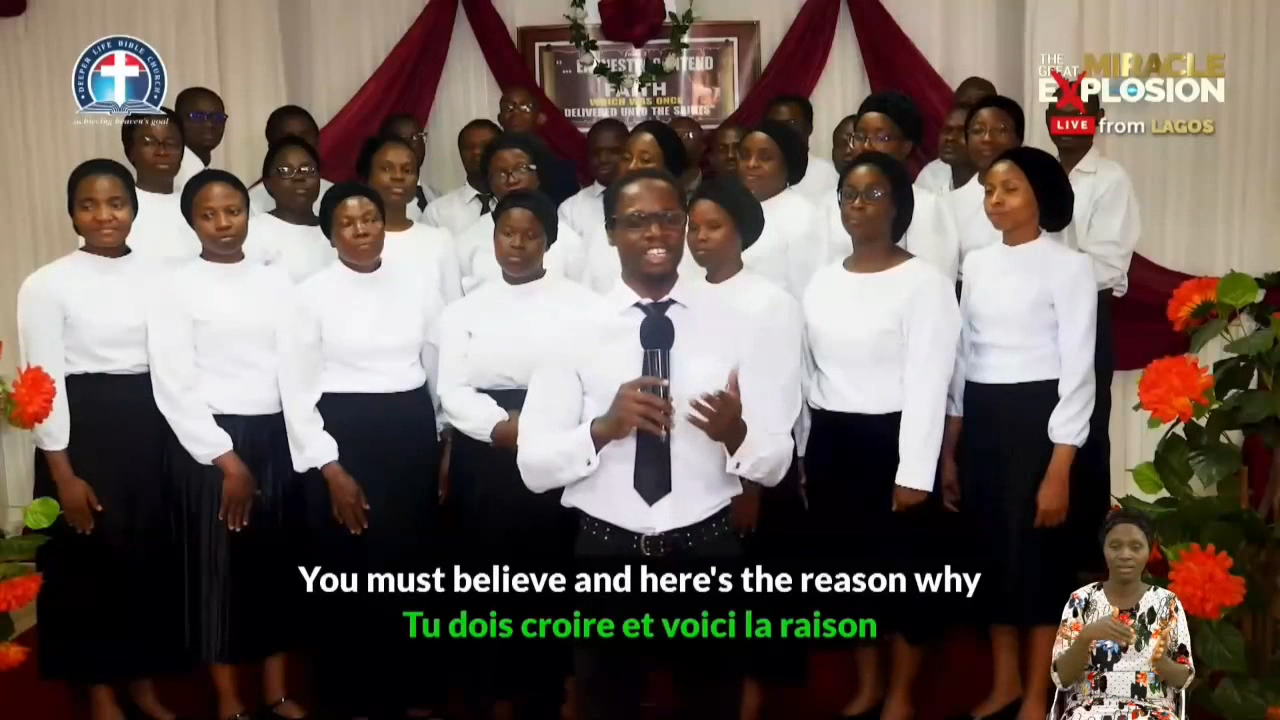 DEEPER LIFE BIBLE CHURCH
achieving heaven's goal
"... EARNESTLY CONTEND
FAITH
WHICH WAS ONCE
DELIVERED UNTO THE SAINTS
THE
GREAT
MIRACLE
EXPLOSION
LIVE from LAGOS
You must believe and here's the reason why
Tu dois croire et voici la raison